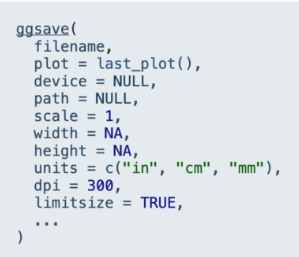 ggsave(
  filename,
  plot = last_plot(),
  device = NULL,
  path = NULL,
  scale = 1,
  width = NA,
  height = NA,
  units = c("in", "cm", "mm"),
  dpi = 300,
  limitsize = TRUE,
  ...
)